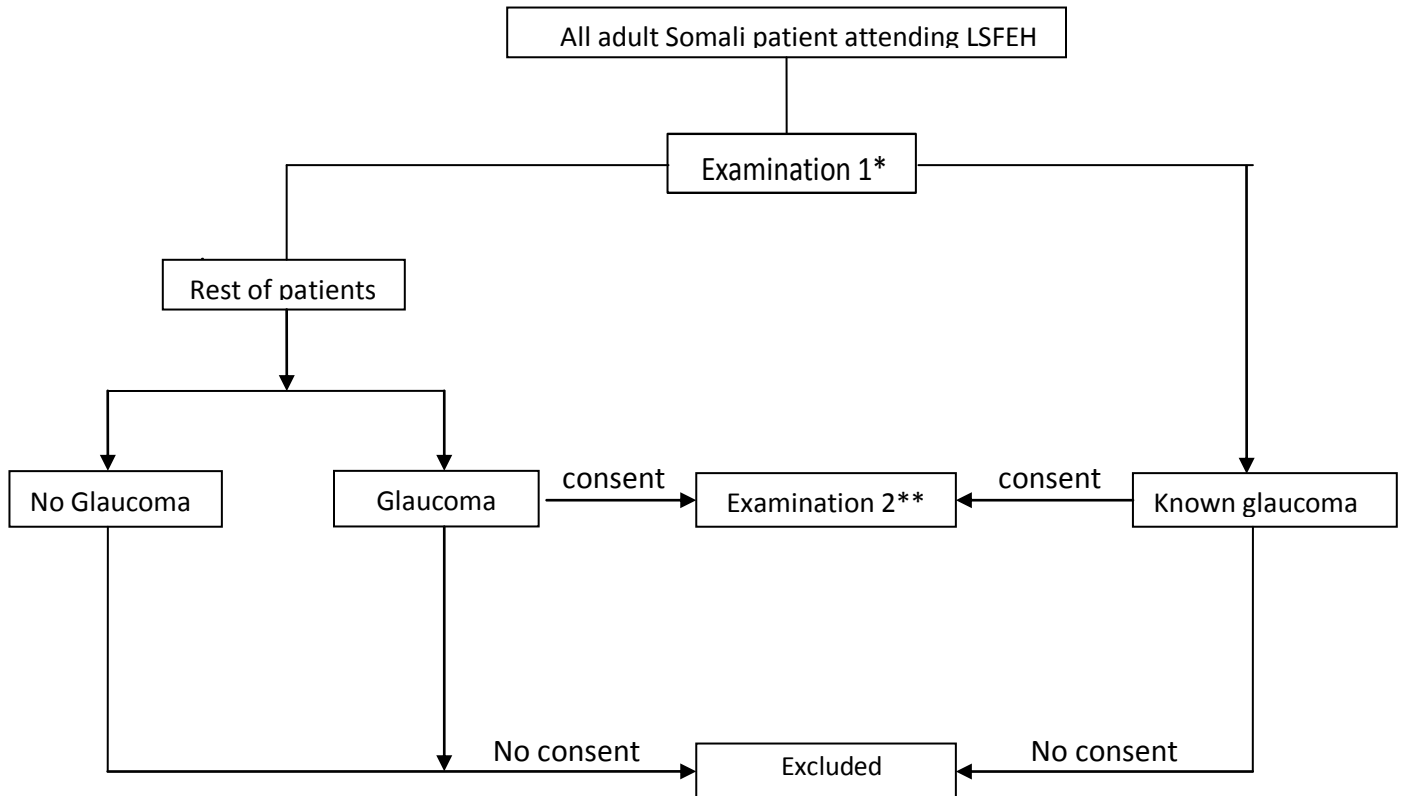 All adult Somali patient attending LSFEH
Examination 1*
Rest of patients
No Glaucoma
Glaucoma
consent
Examination 2**
consent
Known glaucoma
No consent
Excluded
No consent